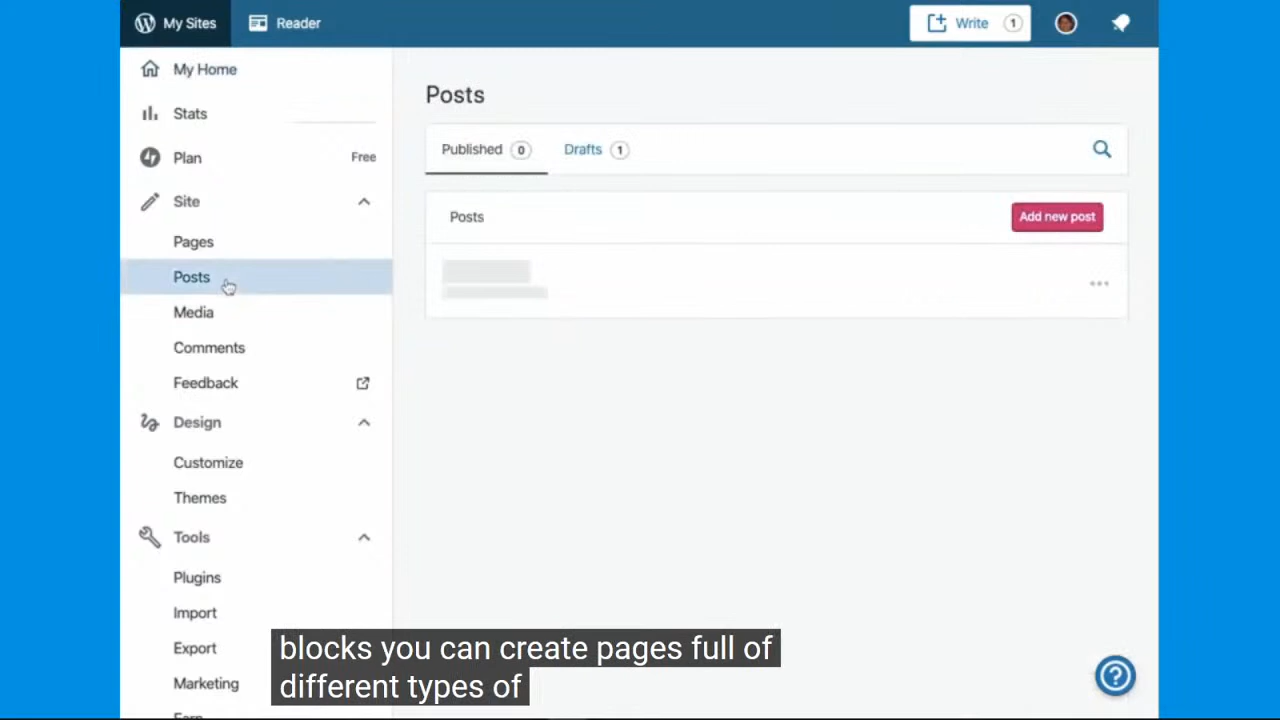 My Sites
Reader
Write 1
My Home
Stats
Plan Free
Site
Pages
Posts
Media
Comments
Feedback
Design
Customize
Themes
Tools
Plugins
Import
Export
Marketing
Earn
Posts
Published 0
Drafts 1
Posts
Add new post
blocks you can create pages full of
different types of